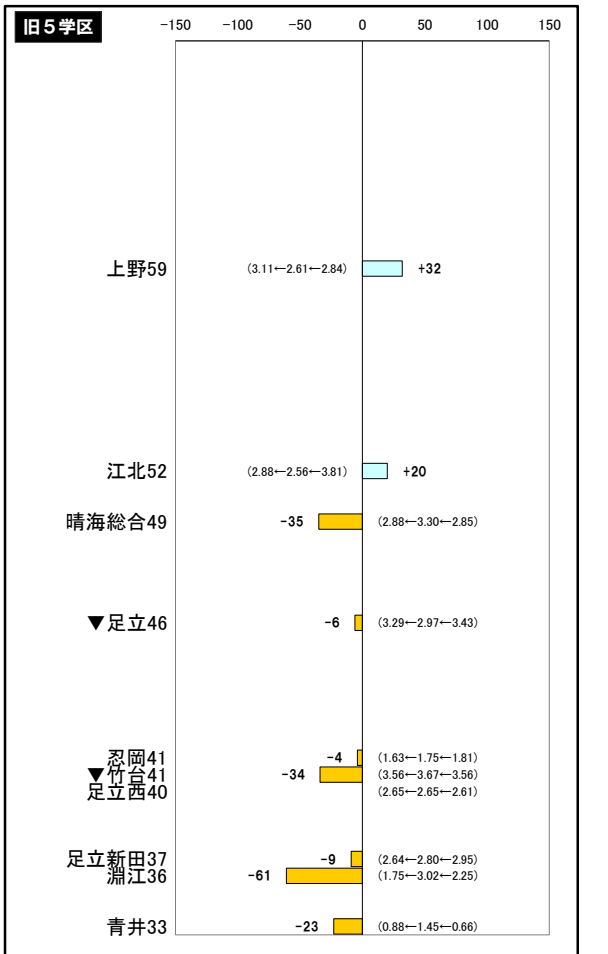 旧５学区
-150 -100 -50 0 50 100 150
上野59 (3.11←2.61←2.84) +32
江北52 (2.88←2.56←3.81) +20
晴海総合49 -35 (2.88←3.30←2.85)
▼足立46 -6 (3.29←2.97←3.43)
忍岡41 -4 (1.63←1.75←1.81)
▼竹台41 -34 (3.56←3.67←3.56)
足立西40 (2.65←2.65←2.61)
足立新田37 -9 (2.64←2.80←2.95)
淵江36 -61 (1.75←3.02←2.25)
青井33 -23 (0.88←1.45←0.66)